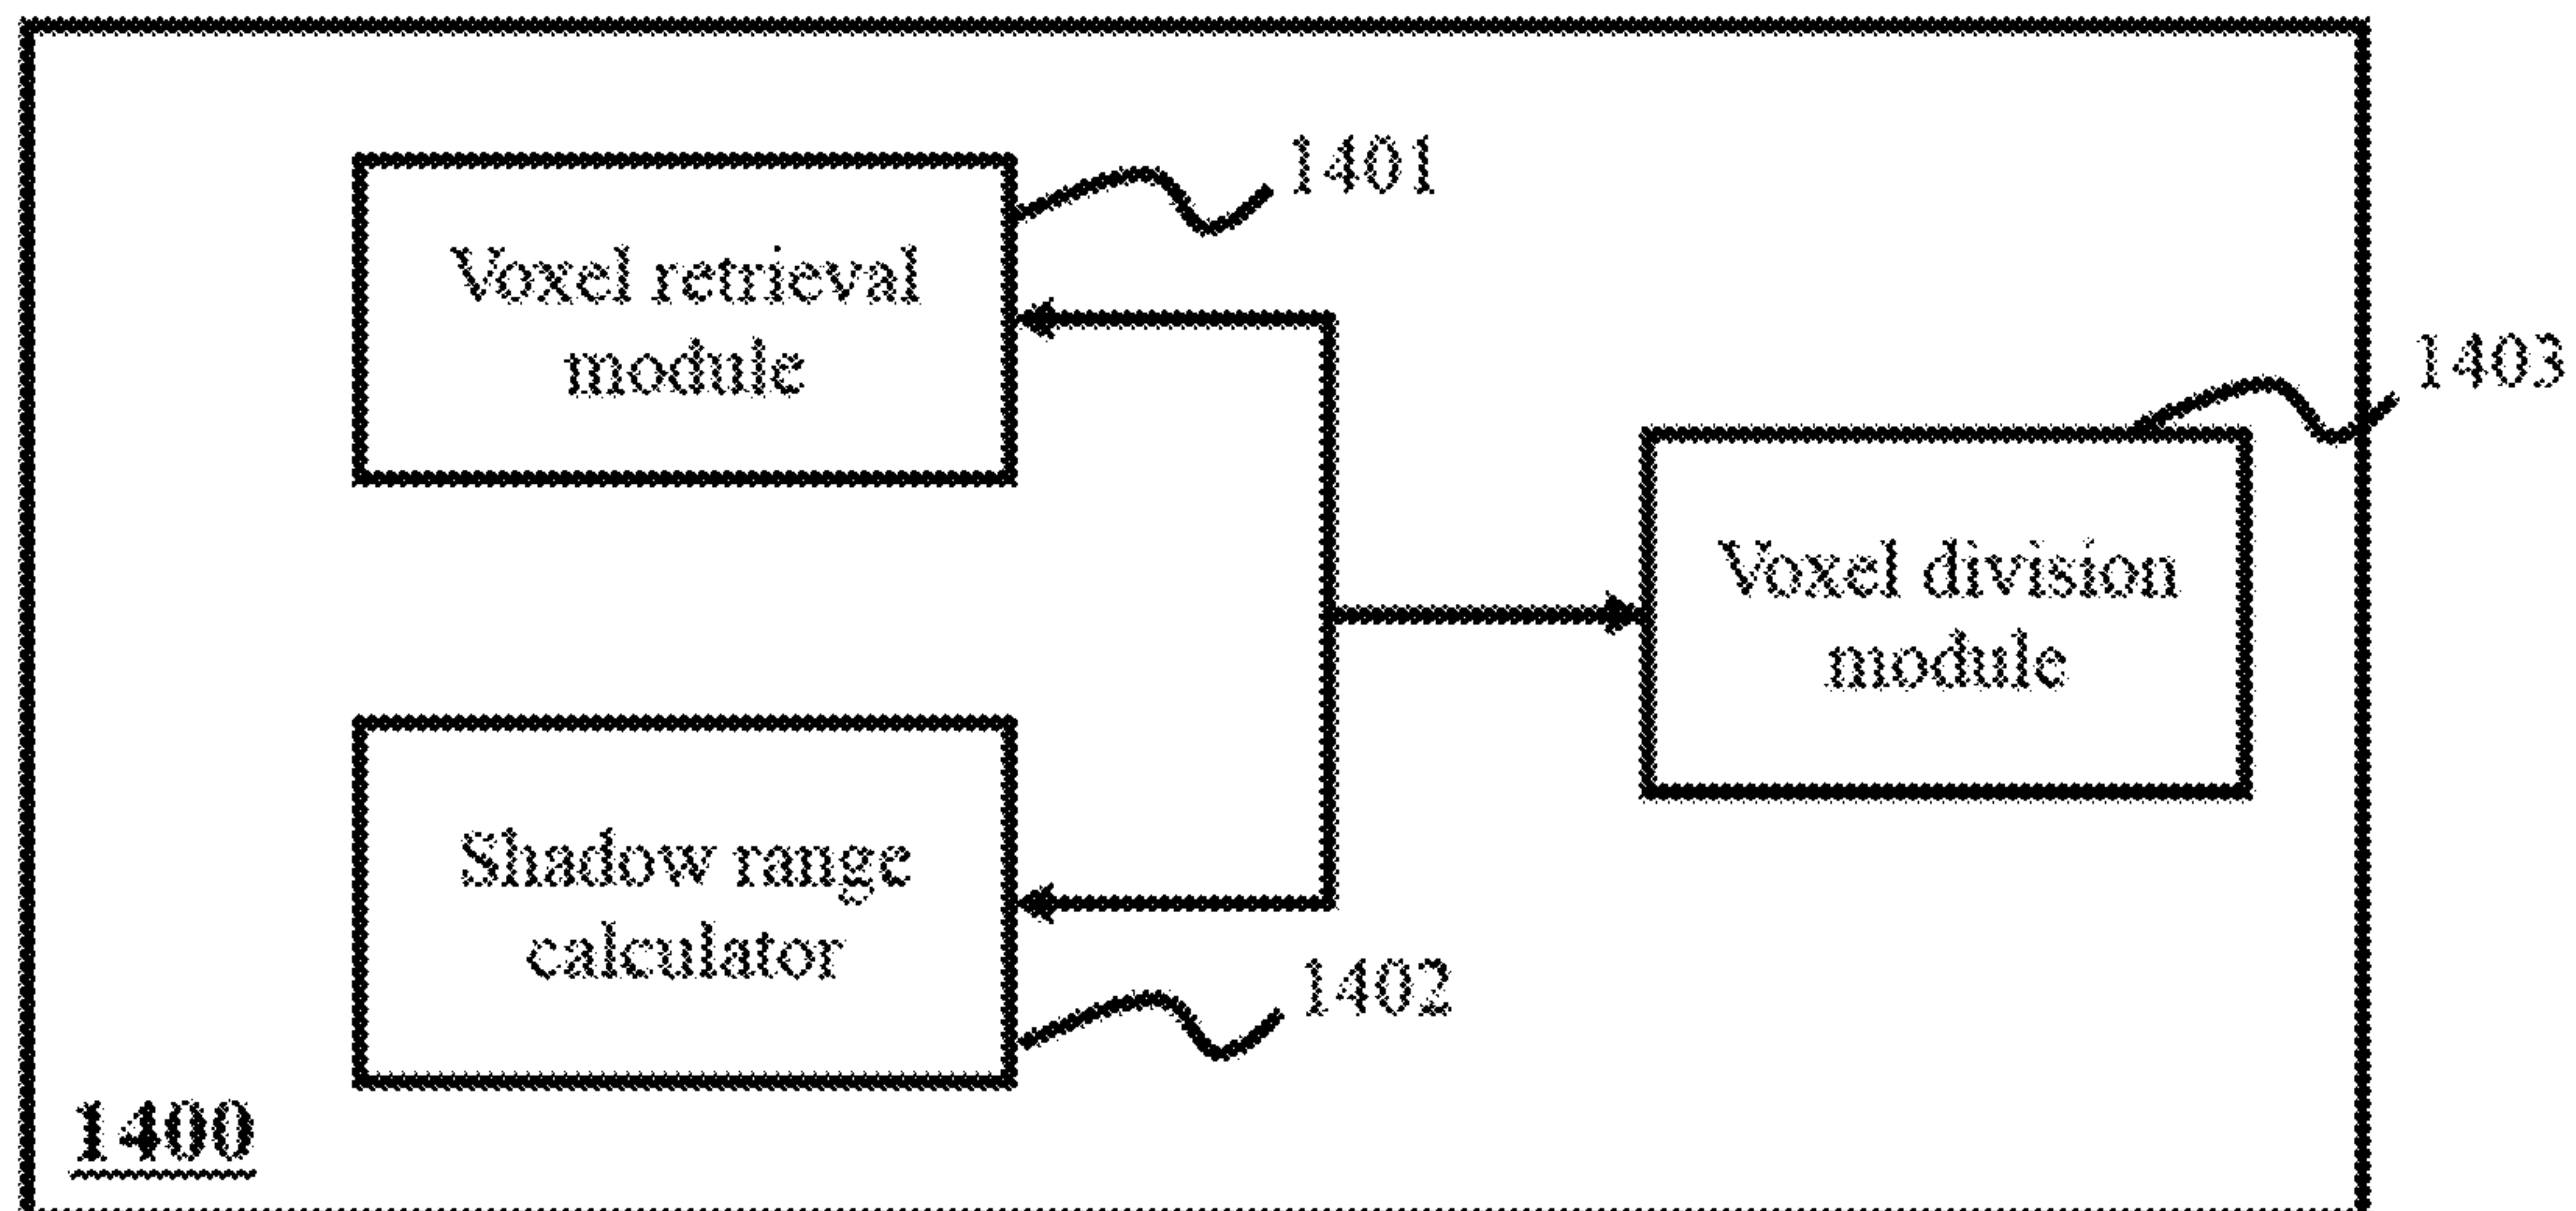 1401
Voxel retrieval
module
1403
Voxel division
module
Shadow range
calculator
1402
1400